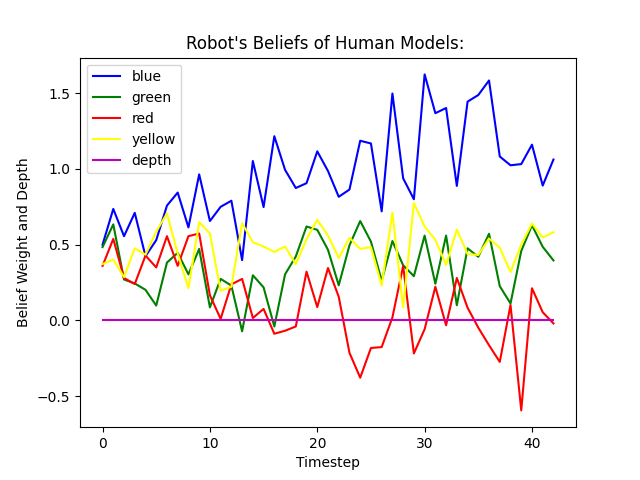 Robot's Beliefs of Human Models:
blue
green
red
yellow
depth
1.5
1.0
0.5
0.0
−0.5
Belief Weight and Depth
0
10
20
30
40
Timestep